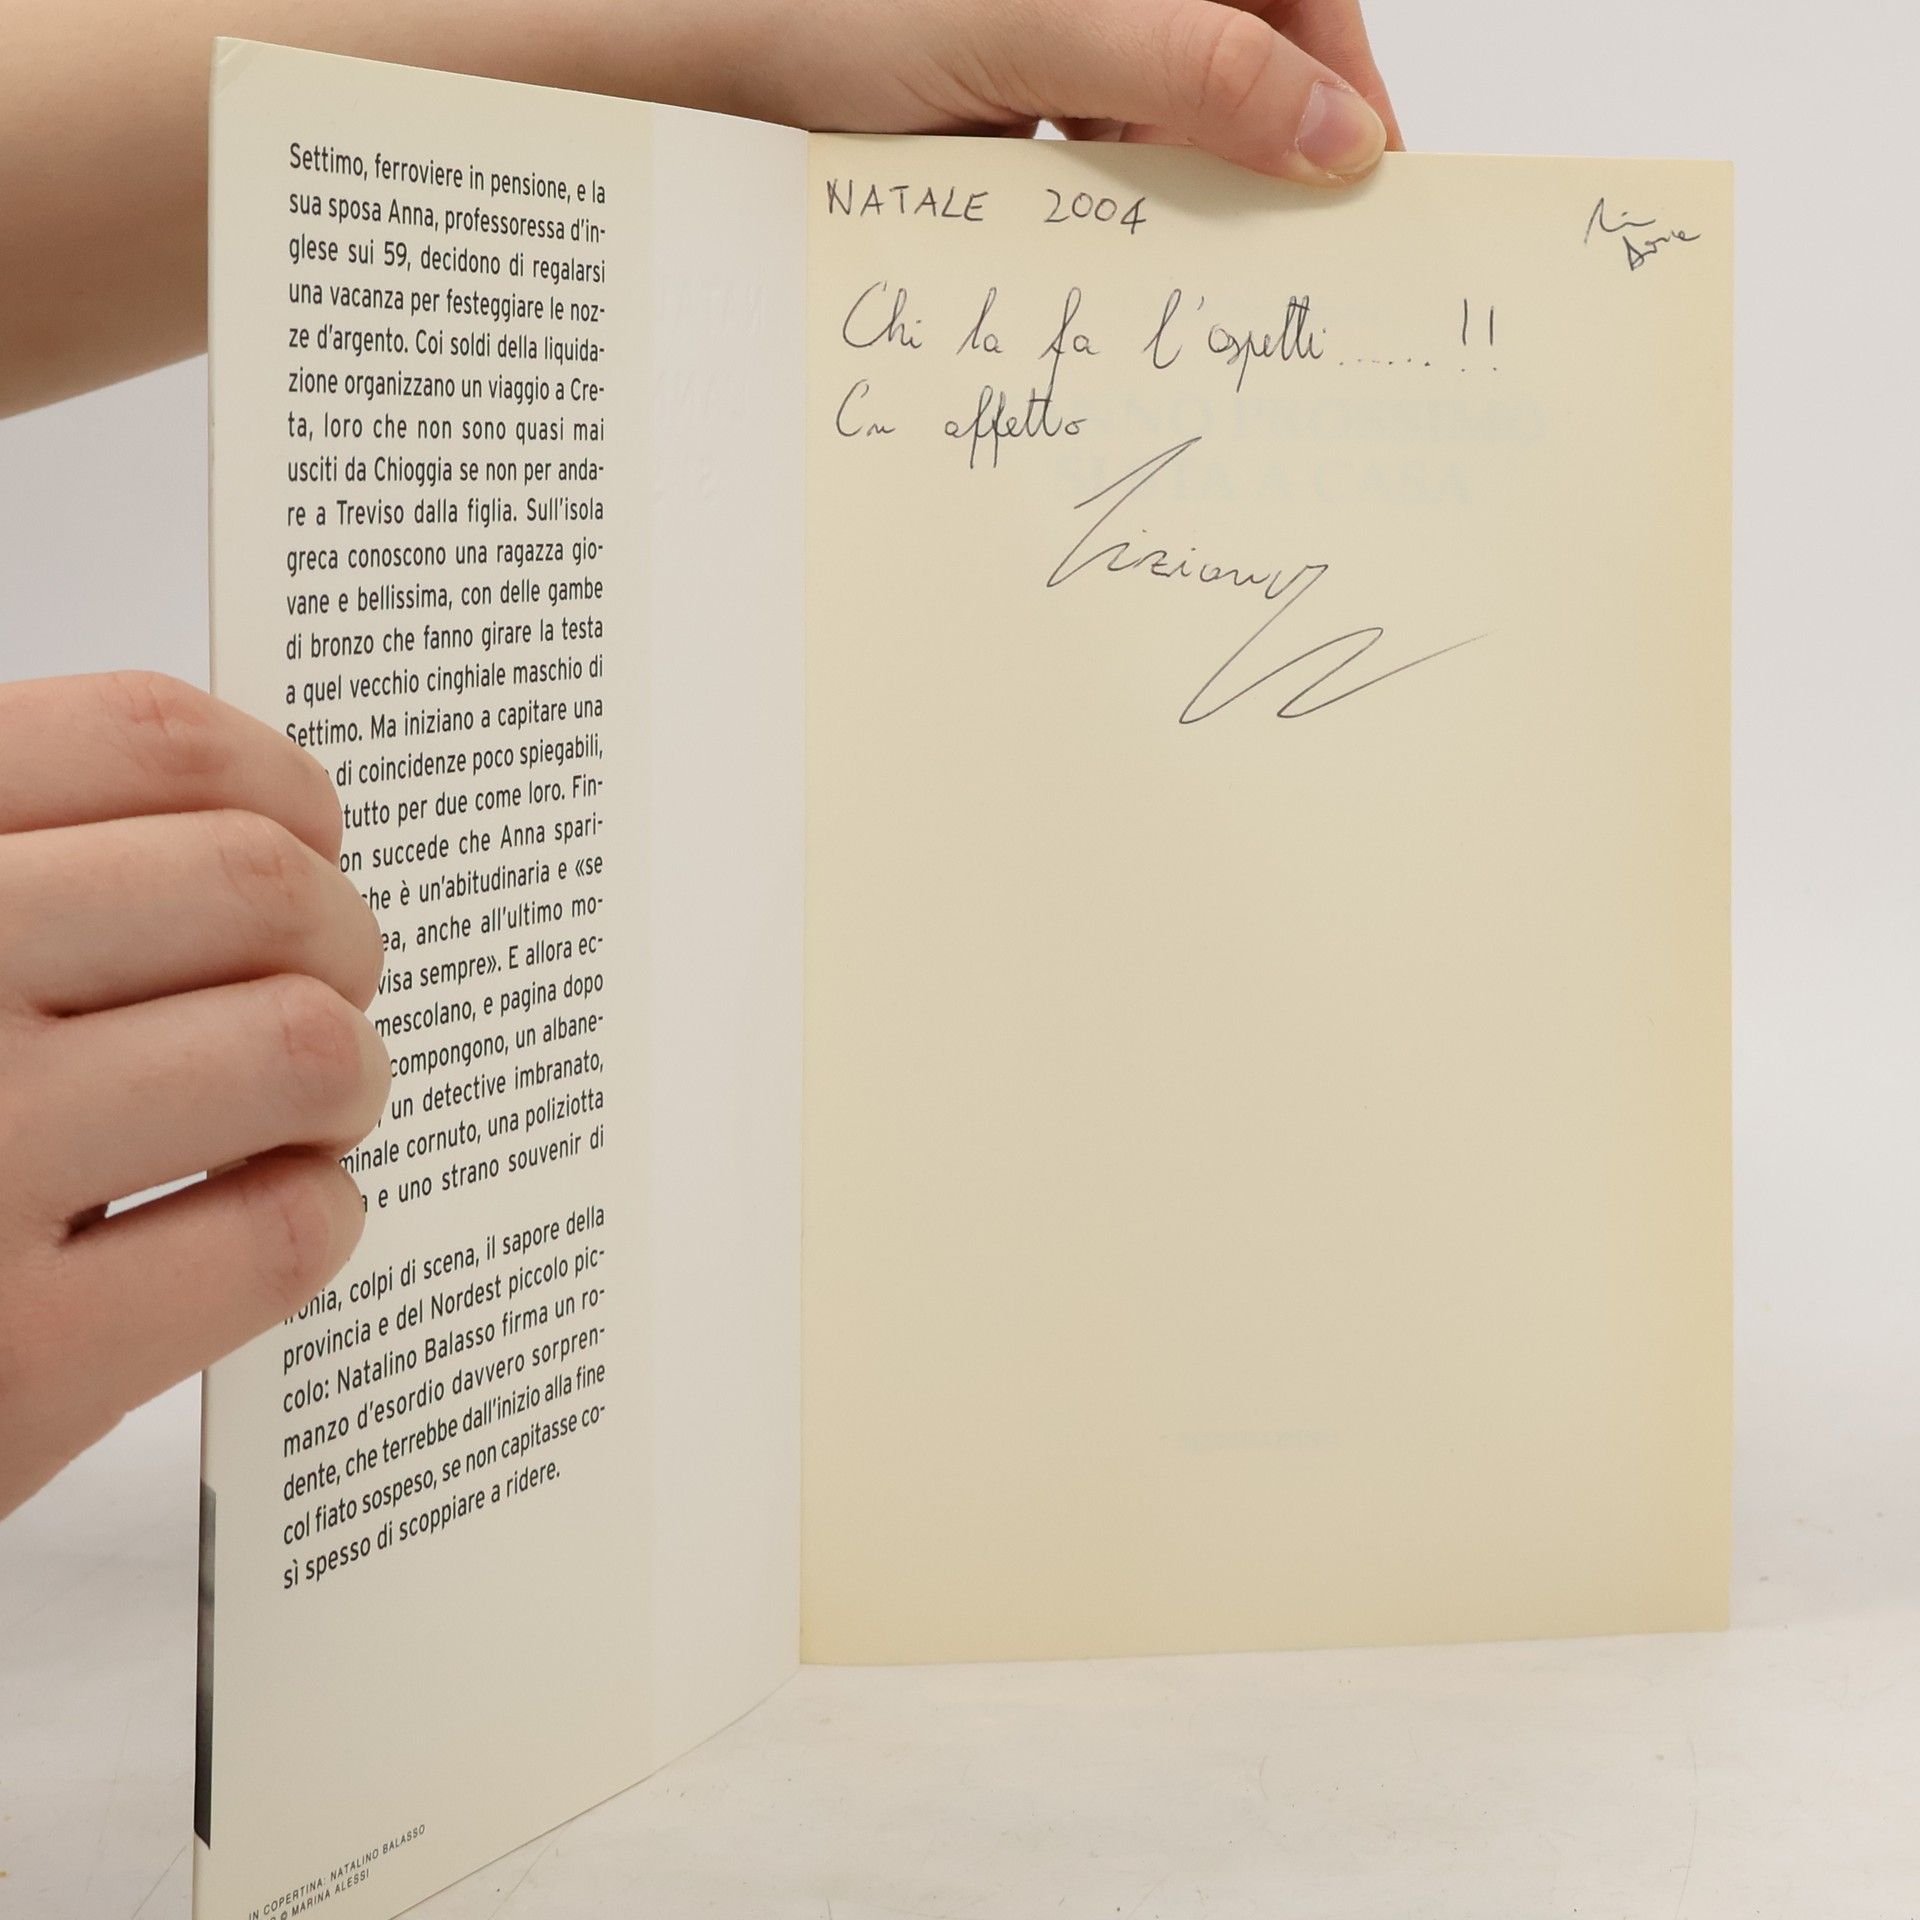 Settimo, ferroviere in pensione, e la
sua sposa Anna, professoressa d'in-
glese sui 59, decidono di regalarsi
una vacanza per festeggiare le noz-
ze d'argento. Coi soldi della liquida-
zione organizzano un viaggio a Cre-
ta, loro che non sono quasi mai
usciti da Chioggia se non per anda-
re a Treviso dalla figlia. Sull'isola
greca conoscono una ragazza gio-
vane e bellissima, con delle gambe
di bronzo che fanno girare la testa
a quel vecchio cinghiale maschio di
Settimo. Ma iniziano a capitare una
di coincidenze poco spiegabili,
tutto per due come loro. Fin-
on succede che Anna spari-
che è un'abitudinaria e «se
ea, anche all'ultimo mo-
visa sempre». E allora ec-
mescolano, e pagina dopo
compongono, un albane-
, un detective imbranato,
minale cornuto, una poliziotta
e uno strano souvenir di
Ironia, colpi di scena, il sapore della
provincia e del Nordest piccolo pic-
colo: Natalino Balasso firma un ro-
manzo d'esordio davvero sorpren-
dente, che terrebbe dall'inizio alla fine
col fiato sospeso, se non capitasse co-
sì spesso di scoppiare a ridere.
IN COPERTINA: NATALINO BALASSO
© MARINA ALESSI
NATALE 2004
Chi la fa l'aspetti......!!
Con affetto
Tiziano